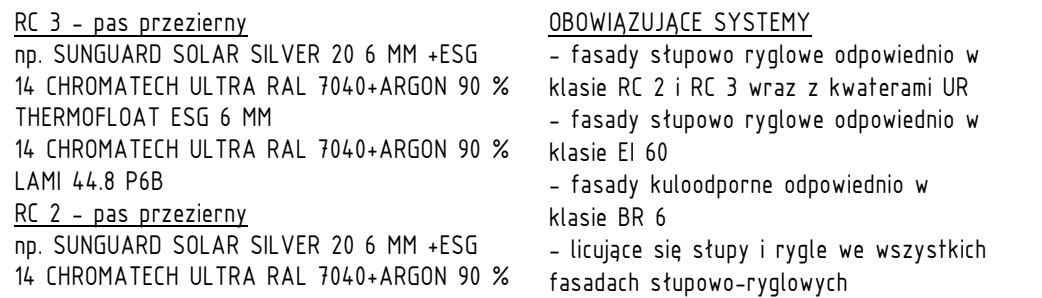 RC 3 - pas przezierny
np. SUNGUARD SOLAR SILVER 20 6 MM +ESG
14 CHROMATECH ULTRA RAL 7040+ARGON 90 %
THERMOFLOAT ESG 6 MM
14 CHROMATECH ULTRA RAL 7040+ARGON 90 %
LAMI 44.8 P6B
RC 2 - pas przezierny
np. SUNGUARD SOLAR SILVER 20 6 MM +ESG
14 CHROMATECH ULTRA RAL 7040+ARGON 90 %
OBOWIĄZUJĄCE SYSTEMY
- fasady słupowo ryglowe odpowiednio w
klasie RC 2 i RC 3 wraz z kwaterami UR
- fasady słupowo ryglowe odpowiednio w
klasie EI 60
- fasady kuloodporne odpowiednio w
klasie BR 6
- licujące się słupy i rygle we wszystkich
fasadach słupowo-ryglowych